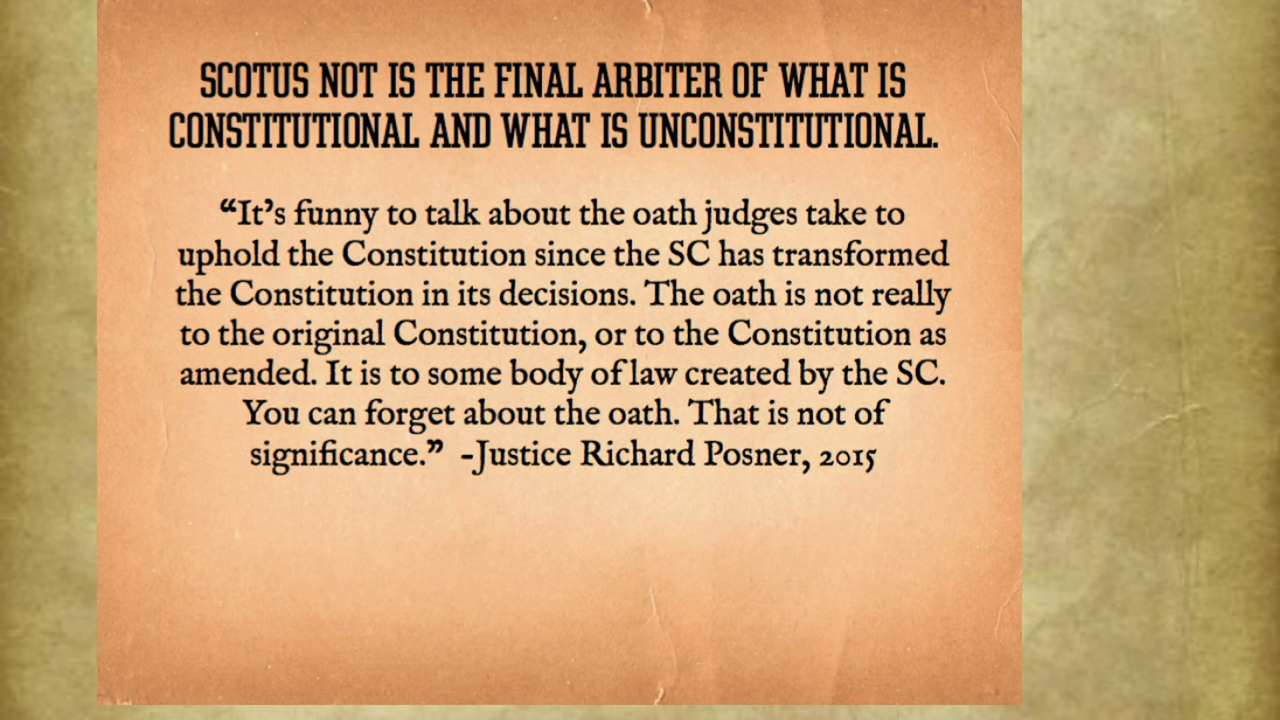 SCOTUS NOT IS THE FINAL ARBITER OF WHAT IS
CONSTITUTIONAL AND WHAT IS UNCONSTITUTIONAL.
“It’s funny to talk about the oath judges take to
uphold the Constitution since the SC has transformed
the Constitution in its decisions. The oath is not really
to the original Constitution, or to the Constitution as
amended. It is to some body of law created by the SC.
You can forget about the oath. That is not of
significance.” -Justice Richard Posner, 2015